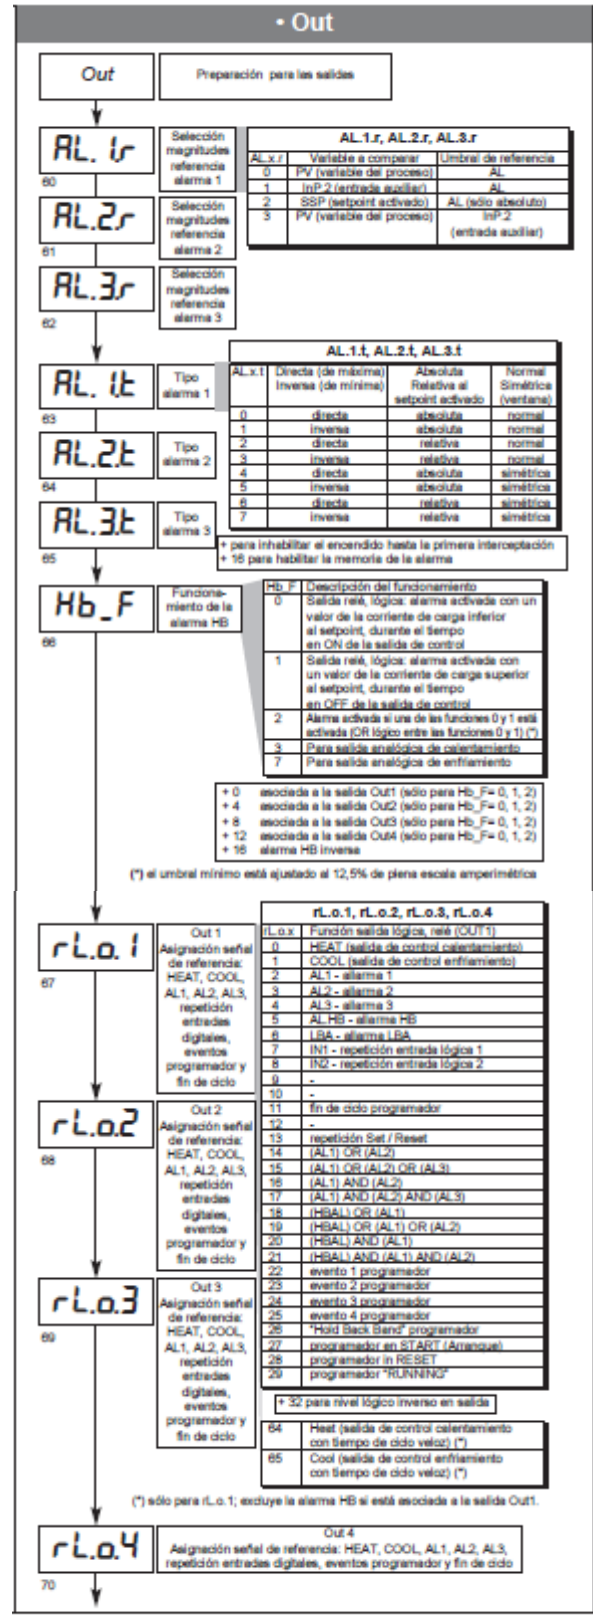 • Out
Out
Preparación para las salidas
AL.1r
60
Selección
magnitudes
referencia
alarma 1
AL.1.r, AL.2.r, AL.3.r
AL.x.r Variable a comparar Umbral de referencia
0 PV (variable del proceso) AL
1 InP.2 (entrada auxiliar) AL
2 SSP (setpoint activado) AL (sólo absoluto)
3 PV (variable del proceso) InP.2
(entrada auxiliar)
AL.2.r
61
Selección
magnitudes
referencia
alarma 2
AL.3.r
62
Selección
magnitudes
referencia
alarma 3
AL.1.t
63
Tipo
alarma 1
AL.1.t, AL.2.t, AL.3.t
AL.x.t Directa (de máxima) Absoluta Normal
Inversa (de mínima) Relativa al Simétrica
setpoint activado (ventana)
0 directa absoluta normal
1 inversa absoluta normal
2 directa relativa normal
3 inversa relativa normal
4 directa absoluta simétrica
5 inversa absoluta simétrica
6 directa relativa simétrica
7 inversa relativa simétrica
AL.2.t
64
Tipo
alarma 2
AL.3.t
65
Tipo
alarma 3
+ para inhabilitar el encendido hasta la primera interceptación
+ 16 para habilitar la memoria de la alarma
Hb_F
66
Funciona-
miento de la
alarma HB
Hb_F Descripción del funcionamiento
0 Salida relé, lógica: alarma activada con un
valor de la corriente de carga inferior
al setpoint, durante el tiempo
en ON de la salida de control
1 Salida relé, lógica: alarma activada con
un valor de la corriente de carga superior
al setpoint, durante el tiempo
en OFF de la salida de control
2 Alarma activada si una de las funciones 0 y 1 está
activada (OR lógico entre las funciones 0 y 1) (*)
3 Para salida analógica de calentamiento
7 Para salida analógica de enfriamiento
+ 0 asociada a la salida Out1 (sólo para Hb_F= 0, 1, 2)
+ 4 asociada a la salida Out2 (sólo para Hb_F= 0, 1, 2)
+ 8 asociada a la salida Out3 (sólo para Hb_F= 0, 1, 2)
+ 12 asociada a la salida Out4 (sólo para Hb_F= 0, 1, 2)
+ 16 alarma HB inversa
(*) el umbral mínimo está ajustado al 12,5% de plena escala amperimétrica
rL.o.1
67
Out 1
Asignación señal
de referencia:
HEAT, COOL,
AL1, AL2, AL3,
repetición
entradas
digitales,
eventos
programador y
fin de ciclo
rL.o.1, rL.o.2, rL.o.3, rL.o.4
rL.o.x Función salida lógica, relé (OUT1)
0 HEAT (salida de control calentamiento)
1 COOL (salida de control enfriamiento)
2 AL1 - allarma 1
3 AL2 - allarma 2
4 AL3 - allarma 3
5 AL.HB - allarma HB
6 LBA - allarma LBA
7 IN1 - repetición entrada lógica 1
8 IN2 - repetición entrada lógica 2
9 -
10 -
11 fin de ciclo programador
12 -
13 repetición Set / Reset
14 (AL1) OR (AL2)
15 (AL1) OR (AL2) OR (AL3)
16 (AL1) AND (AL2)
17 (AL1) AND (AL2) AND (AL3)
18 (HBAL) OR (AL1)
19 (HBAL) OR (AL1) OR (AL2)
20 (HBAL) AND (AL1)
21 (HBAL) AND (AL1) AND (AL2)
22 evento 1 programador
23 evento 2 programador
24 evento 3 programador
25 evento 4 programador
26 "Hold Back Band" programador
27 programador en START (Arranque)
28 programador in RESET
29 programador "RUNNING"
+ 32 para nivel lógico inverso en salida
64 Heat (salida de control calentamiento
con tiempo de ciclo veloz) (*)
65 Cool (salida de control enfriamiento
con tiempo de ciclo veloz) (*)
rL.o.2
68
Out 2
Asignación señal
de referencia:
HEAT, COOL,
AL1, AL2, AL3,
repetición
entradas
digitales,
eventos
programador y
fin de ciclo
rL.o.3
69
Out 3
Asignación señal
de referencia:
HEAT, COOL,
AL1, AL2, AL3,
repetición
entradas
digitales,
eventos
programador y
fin de ciclo
(*) sólo para rL.o.1; excluye la alarma HB si está asociada a la salida Out1.
rL.o.4
70
Out 4
Asignación señal de referencia: HEAT, COOL, AL1, AL2, AL3,
repetición entradas digitales, eventos programador y fin de ciclo